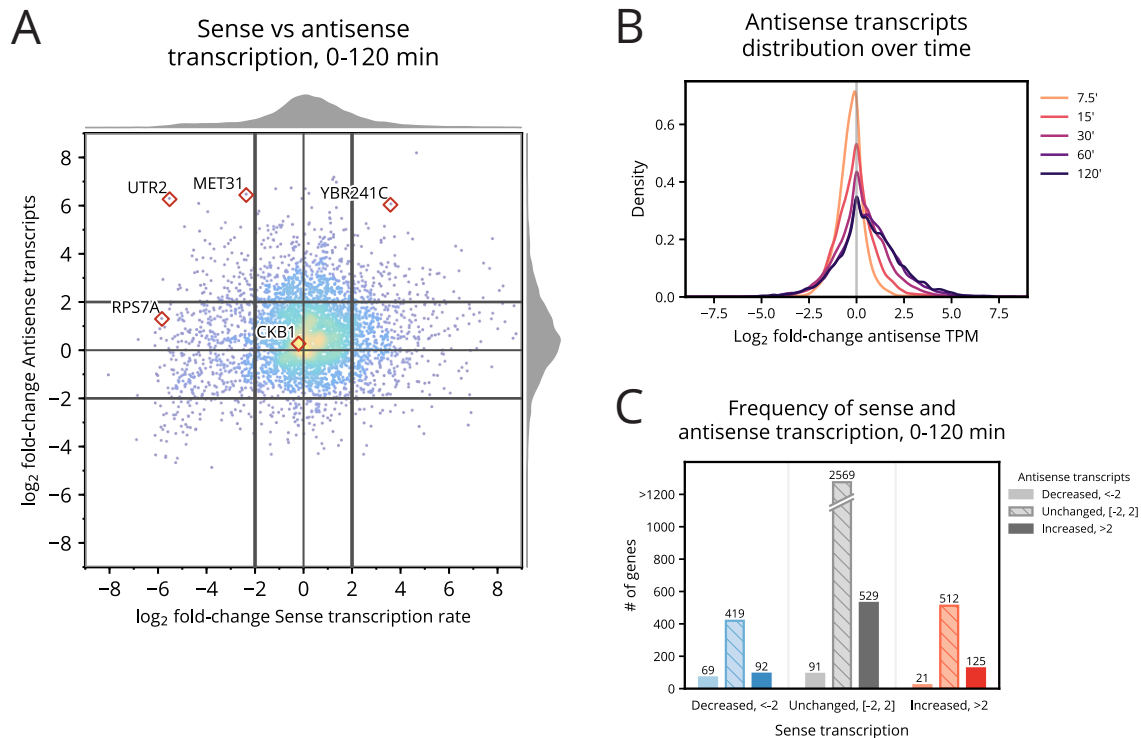 A
Sense vs antisense
transcription, 0-120 min
8
6
4
2
0
−2
−4
−6
−8
log2 fold-change Antisense transcripts
UTR2
MET31
YBR241C
RPS7A
CKB1
−8 −6 −4 −2 0 2 4 6 8
log2 fold-change Sense transcription rate
B
Antisense transcripts
distribution over time
0.6
0.4
0.2
0.0
Density
−7.5 −5.0 −2.5 0.0 2.5 5.0 7.5
Log2 fold-change antisense TPM
7.5'
15'
30'
60'
120'
C
Frequency of sense and
antisense transcription, 0-120 min
>1200
1000
800
600
400
200
0
# of genes
69 419 92
91 2569 529
21 512 125
Decreased, <-2 Unchanged, [-2, 2] Increased, >2
Sense transcription
Antisense transcripts
Decreased, <-2
Unchanged, [-2, 2]
Increased, >2